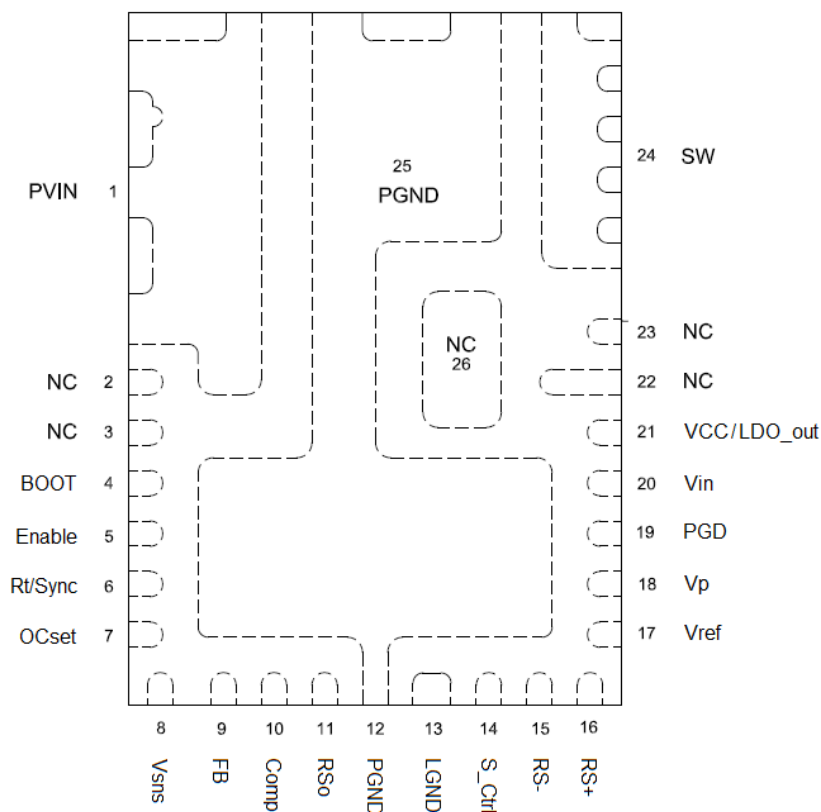 25
PGND
PVIN 1
24 SW
NC
26
23 NC
NC 2
22 NC
NC 3
21 VCC/LDO_out
BOOT 4
20 Vin
Enable 5
19 PGD
Rt/Sync 6
18 Vp
OCset 7
17 Vref
8 9 10 11 12 13 14 15 16
Vsns
FB
Comp
RSo
PGND
LGND
S_Ctrl
RS-
RS+